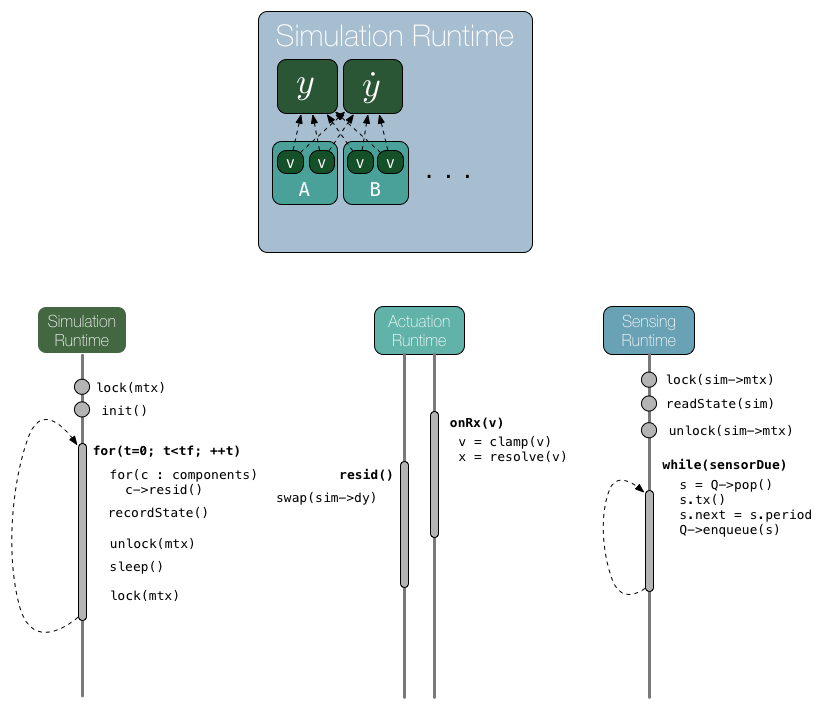 Simulation Runtime
y ẏ
v v v v
A B . . .
Simulation
Runtime
lock(mtx)
init()
for(t=0; t<tf; ++t)
for(c : components)
c->resid()
recordState()
unlock(mtx)
sleep()
lock(mtx)
Actuation
Runtime
onRx(v)
v = clamp(v)
x = resolve(v)
resid()
swap(sim->dy)
Sensing
Runtime
lock(sim->mtx)
readState(sim)
unlock(sim->mtx)
while(sensorDue)
s = Q->pop()
s.tx()
s.next = s.period
Q->enqueue(s)